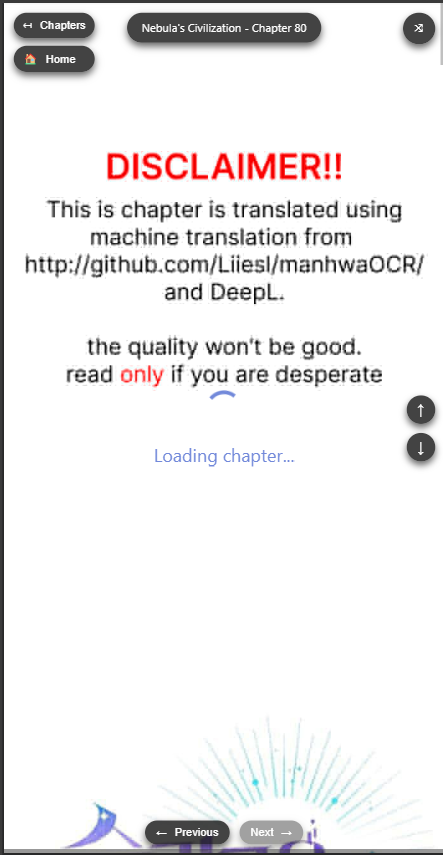 ↤ Chapters
Nebula's Civilization - Chapter 80
🏠 Home
DISCLAIMER!!
This is chapter is translated using
machine translation from
http://github.com/Liiesl/manhwaOCR/
and DeepL.
the quality won't be good.
read only if you are desperate
↑
Loading chapter...
↓
← Previous
Next →